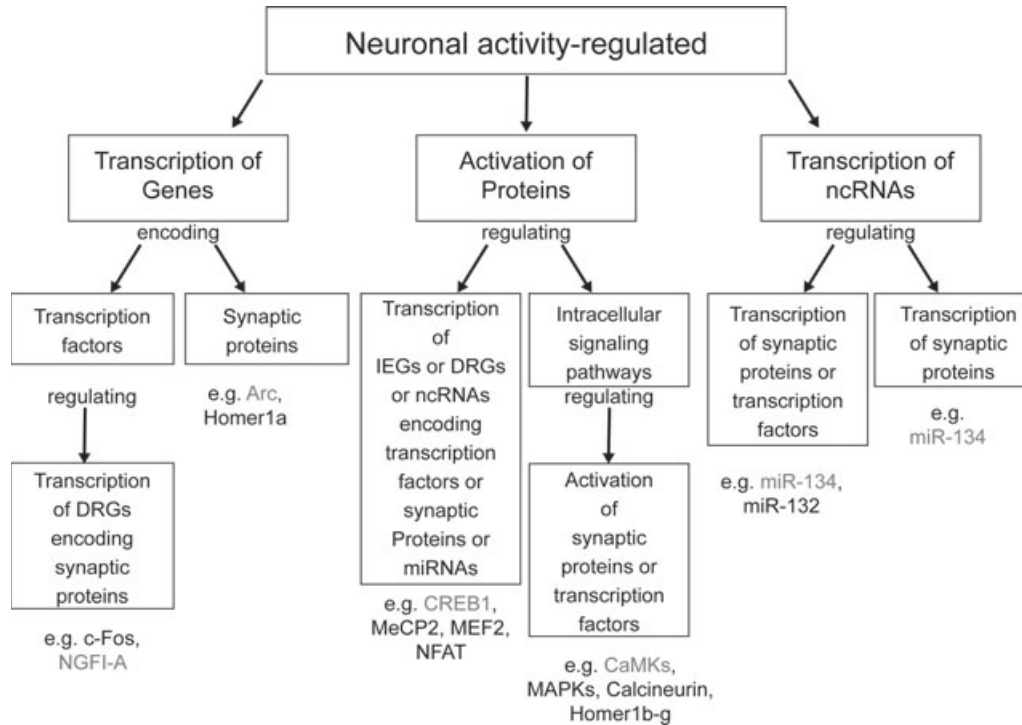 Neuronal activity-regulated
Transcription of
Genes
encoding
Transcription
factors
regulating
Transcription
of DRGs
encoding
synaptic
proteins
e.g. c-Fos,
NGFI-A
Synaptic
proteins
e.g. Arc,
Homer1a
Activation of
Proteins
regulating
Transcription
of
IEGs or DRGs
or ncRNAs
encoding
transcription
factors or
synaptic
Proteins or
miRNAs
e.g. CREB1,
MeCP2, MEF2,
NFAT
Intracellular
signaling
pathways
regulating
Activation
of
synaptic
proteins or
transcription
factors
e.g. CaMKs,
MAPKs, Calcineurin,
Homer1b-g
Transcription of
ncRNAs
regulating
Transcription
of synaptic
proteins or
transcription
factors
e.g. miR-134,
miR-132
Transcription
of synaptic
proteins
e.g.
miR-134